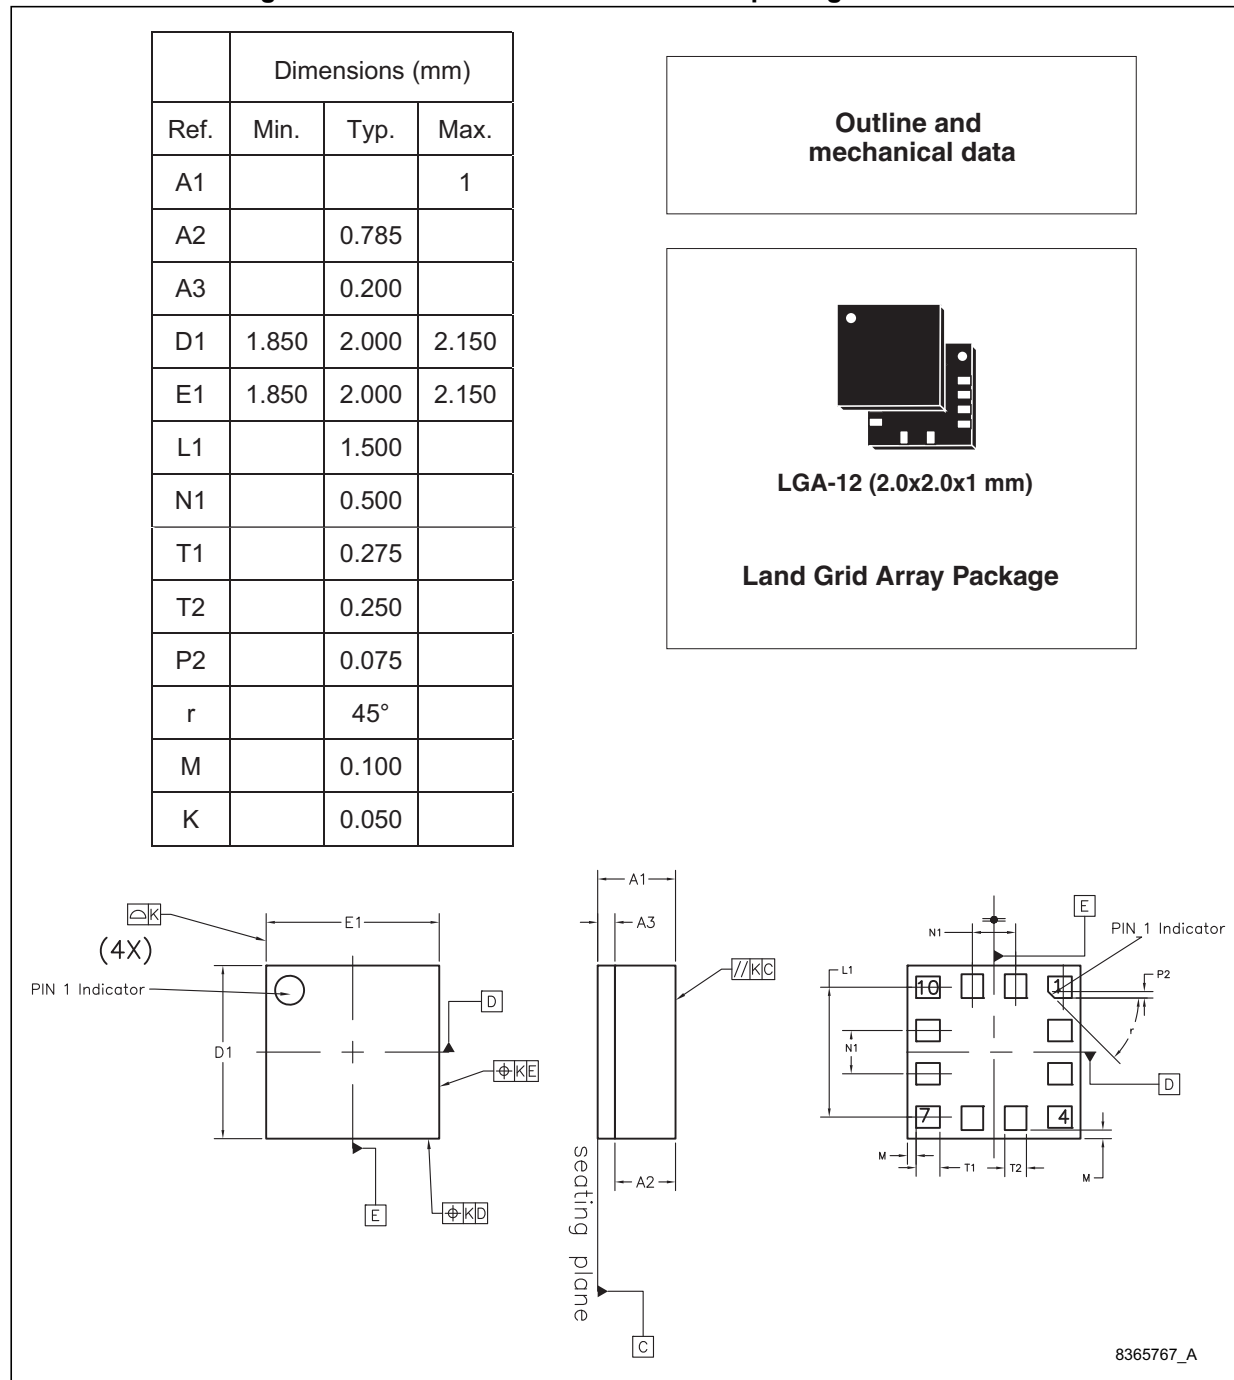 Dimensions (mm)
Ref. Min. Typ. Max.
A1 1
A2 0.785
A3 0.200
D1 1.850 2.000 2.150
E1 1.850 2.000 2.150
L1 1.500
N1 0.500
T1 0.275
T2 0.250
P2 0.075
r 45°
M 0.100
K 0.050
Outline and
mechanical data
LGA-12 (2.0x2.0x1 mm)
Land Grid Array Package
K
(4X)
PIN 1 Indicator
E1
D1
D
K E
E
K D
A1
A3
// K C
A2
seating plane
C
N1
E
PIN 1 Indicator
L1
P2
10
1
r
N1
D
7
4
M
T1
T2
M
8365767_A